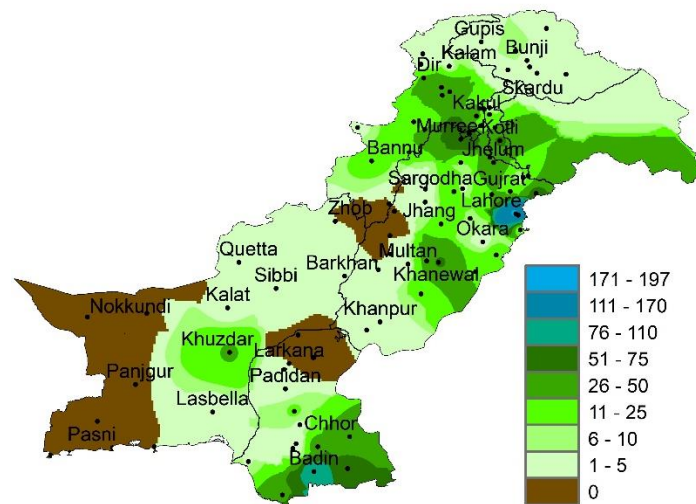 Gupis
Kalam
Bunji
Dir
Skardu
Kakul
Murree
Kotli
Jhelum
Bannu
Sargodha
Gujrat
Zhob
Jhang
Lahore
Okara
Quetta
Barkhan
Multan
Sibbi
Khanewal
Nokkundi
Kalat
Khanpur
Khuzdar
Larkana
Panjgur
Padidan
Lasbella
Pasni
Chhor
Badin
171 - 197
111 - 170
76 - 110
51 - 75
26 - 50
11 - 25
6 - 10
1 - 5
0